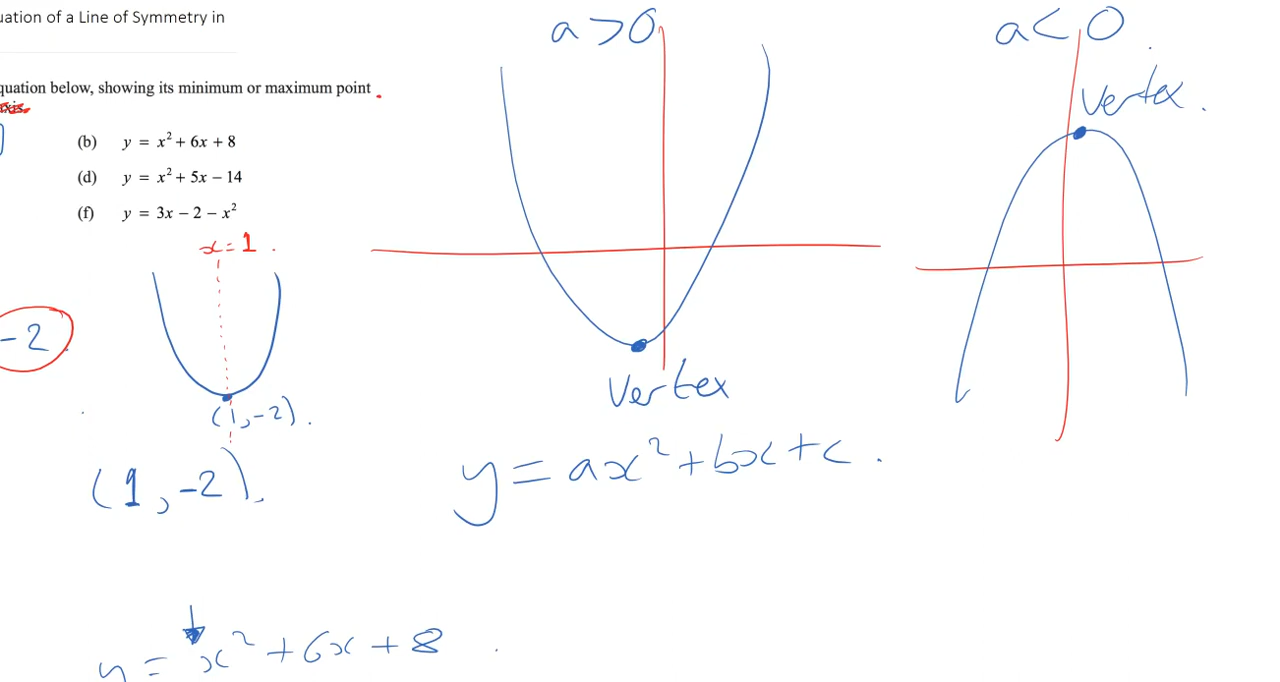 uation of a Line of Symmetry in
quation below, showing its minimum or maximum point .
(b) y = x² + 6x + 8
(d) y = x² + 5x − 14
(f) y = 3x − 2 − x²
x=1 .
-2
(1,-2) .
(1,-2).
a>0
Vertex
a<0
Vertex .
y = ax²+bx+c .
y = x²+6x+8 .